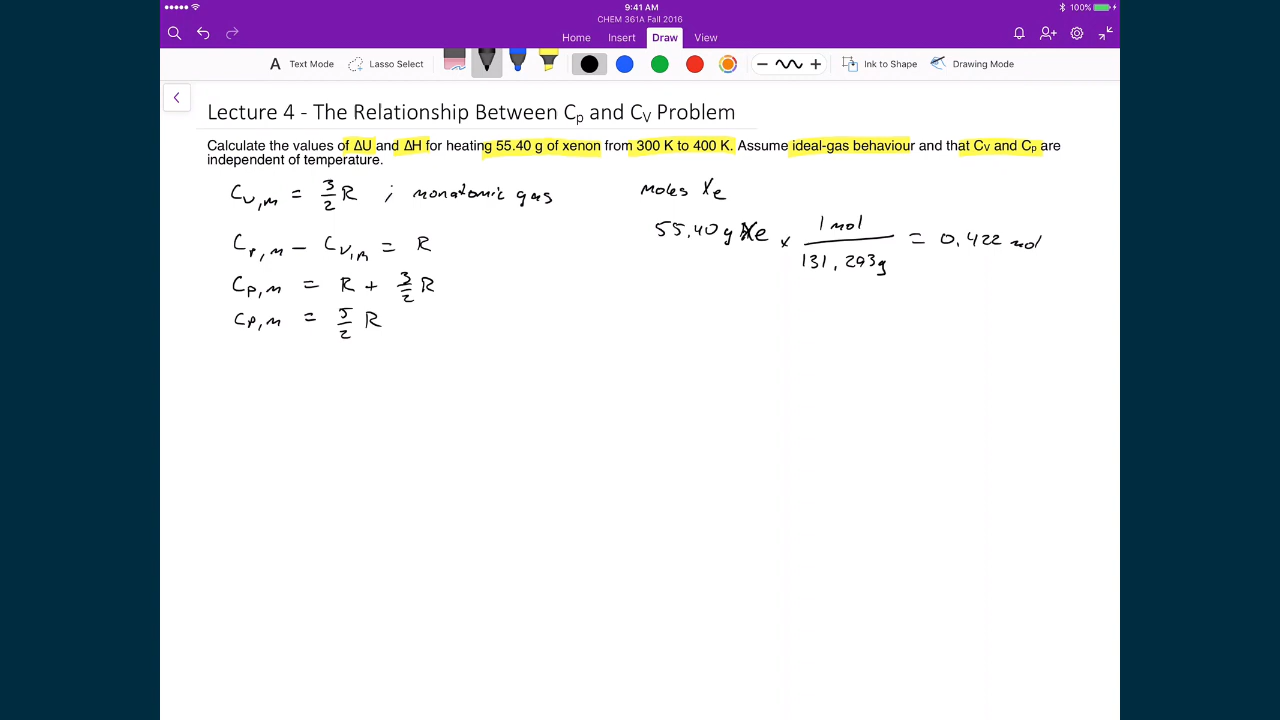 9:41 AM
100%
CHEM 361A Fall 2016
Home Insert Draw View
A Text Mode Lasso Select Ink to Shape Drawing Mode
Lecture 4 - The Relationship Between Cp and CV Problem
Calculate the values of ΔU and ΔH for heating 55.40 g of xenon from 300 K to 400 K. Assume ideal-gas behaviour and that CV and CP are
independent of temperature.
Cv,m = 3/2 R ; monatomic gas
Cp,m − Cv,m = R
Cp,m = R + 3/2 R
Cp,m = 5/2 R
moles Xe
55.40 g Xe × 1 mol / 131.293 g = 0.422 mol